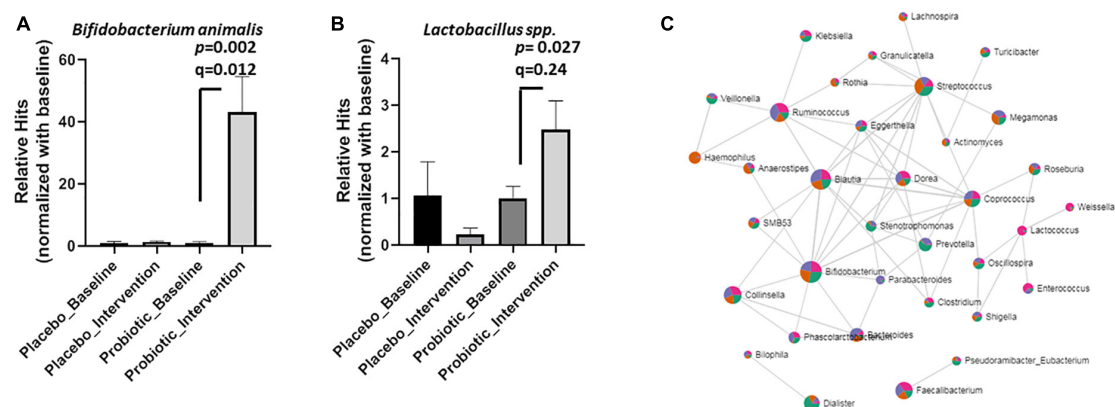 A
Bifidobacterium animalis
p=0.002
q=0.012
Relative Hits
(normalized with baseline)
60
40
20
0
Placebo_Baseline
Placebo_Intervention
Probiotic_Baseline
Probiotic_Intervention
B
Lactobacillus spp.
p= 0.027
q=0.24
Relative Hits
(normalized with baseline)
4
3
2
1
0
Placebo_Baseline
Placebo_Intervention
Probiotic_Baseline
Probiotic_Intervention
C
Lachnospira
Klebsiella
Granulicatella
Turicibacter
Rothia
Streptococcus
Veillonella
Ruminococcus
Megamonas
Eggerthella
Actinomyces
Haemophilus
Anaerostipes
Roseburia
Blautia
Dorea
Coprococcus
Weissella
SMB53
Stenotrophomonas
Lactococcus
Prevotella
Oscillospira
Bifidobacterium
Parabacteroides
Enterococcus
Collinsella
Clostridium
Shigella
Phascolarctobacterium
Bacteroides
Bilophila
Pseudoramibacter_Eubacterium
Faecalibacterium
Dialister